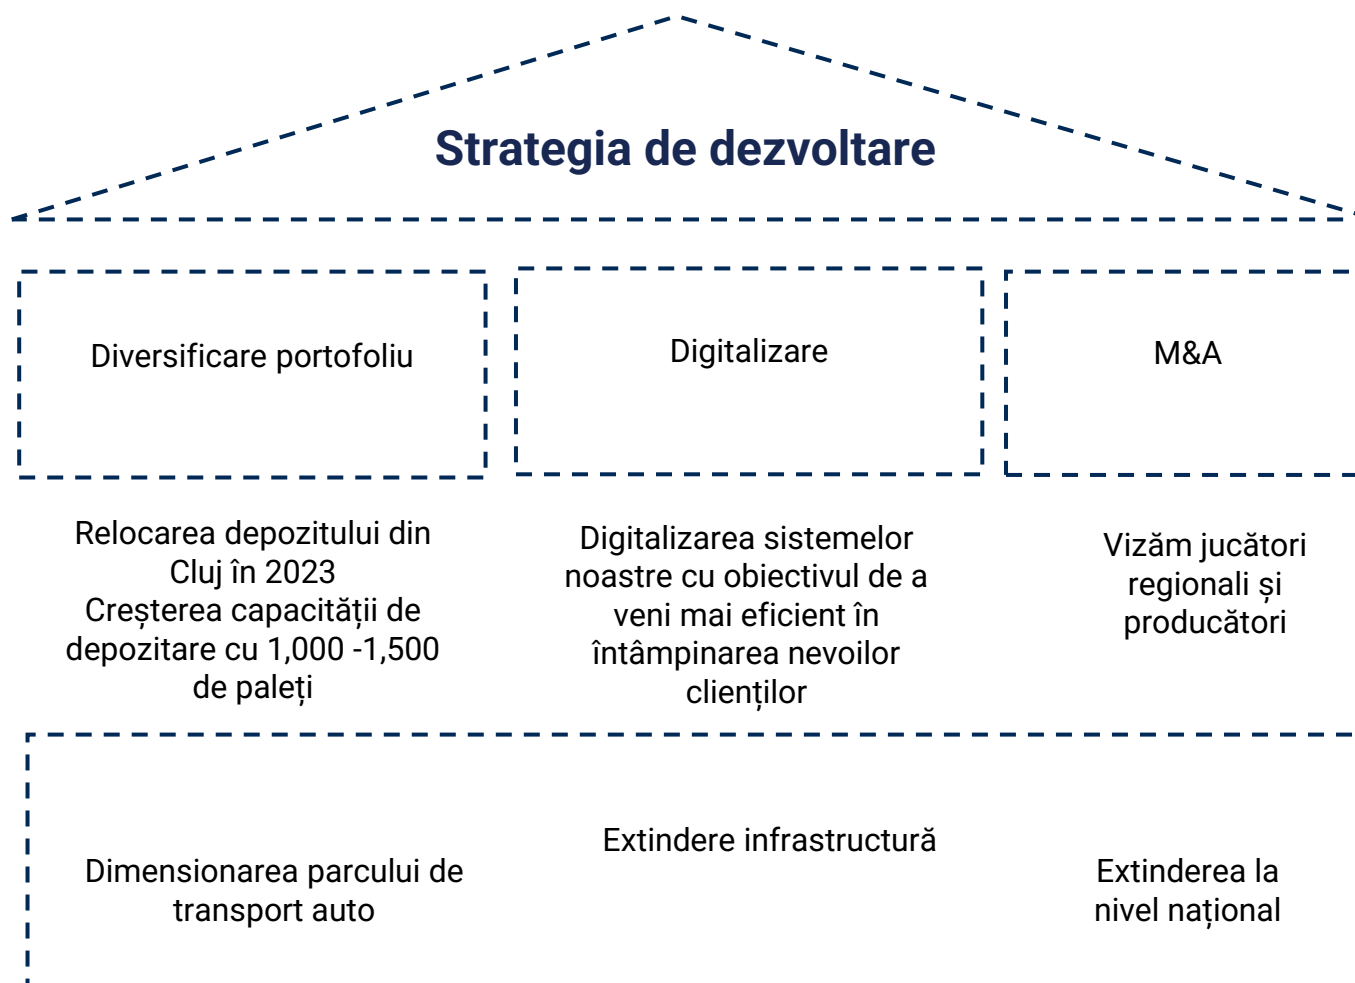 Strategia de dezvoltare
Diversificare portofoliu
Digitalizare
M&A
Relocarea depozitului din
Cluj în 2023
Creșterea capacității de
depozitare cu 1,000 -1,500
de paleți
Digitalizarea sistemelor
noastre cu obiectivul de a
veni mai eficient în
întâmpinarea nevoilor
clienților
Vizăm jucători
regionali și
producători
Dimensionarea parcului de
transport auto
Extindere infrastructură
Extinderea la
nivel național